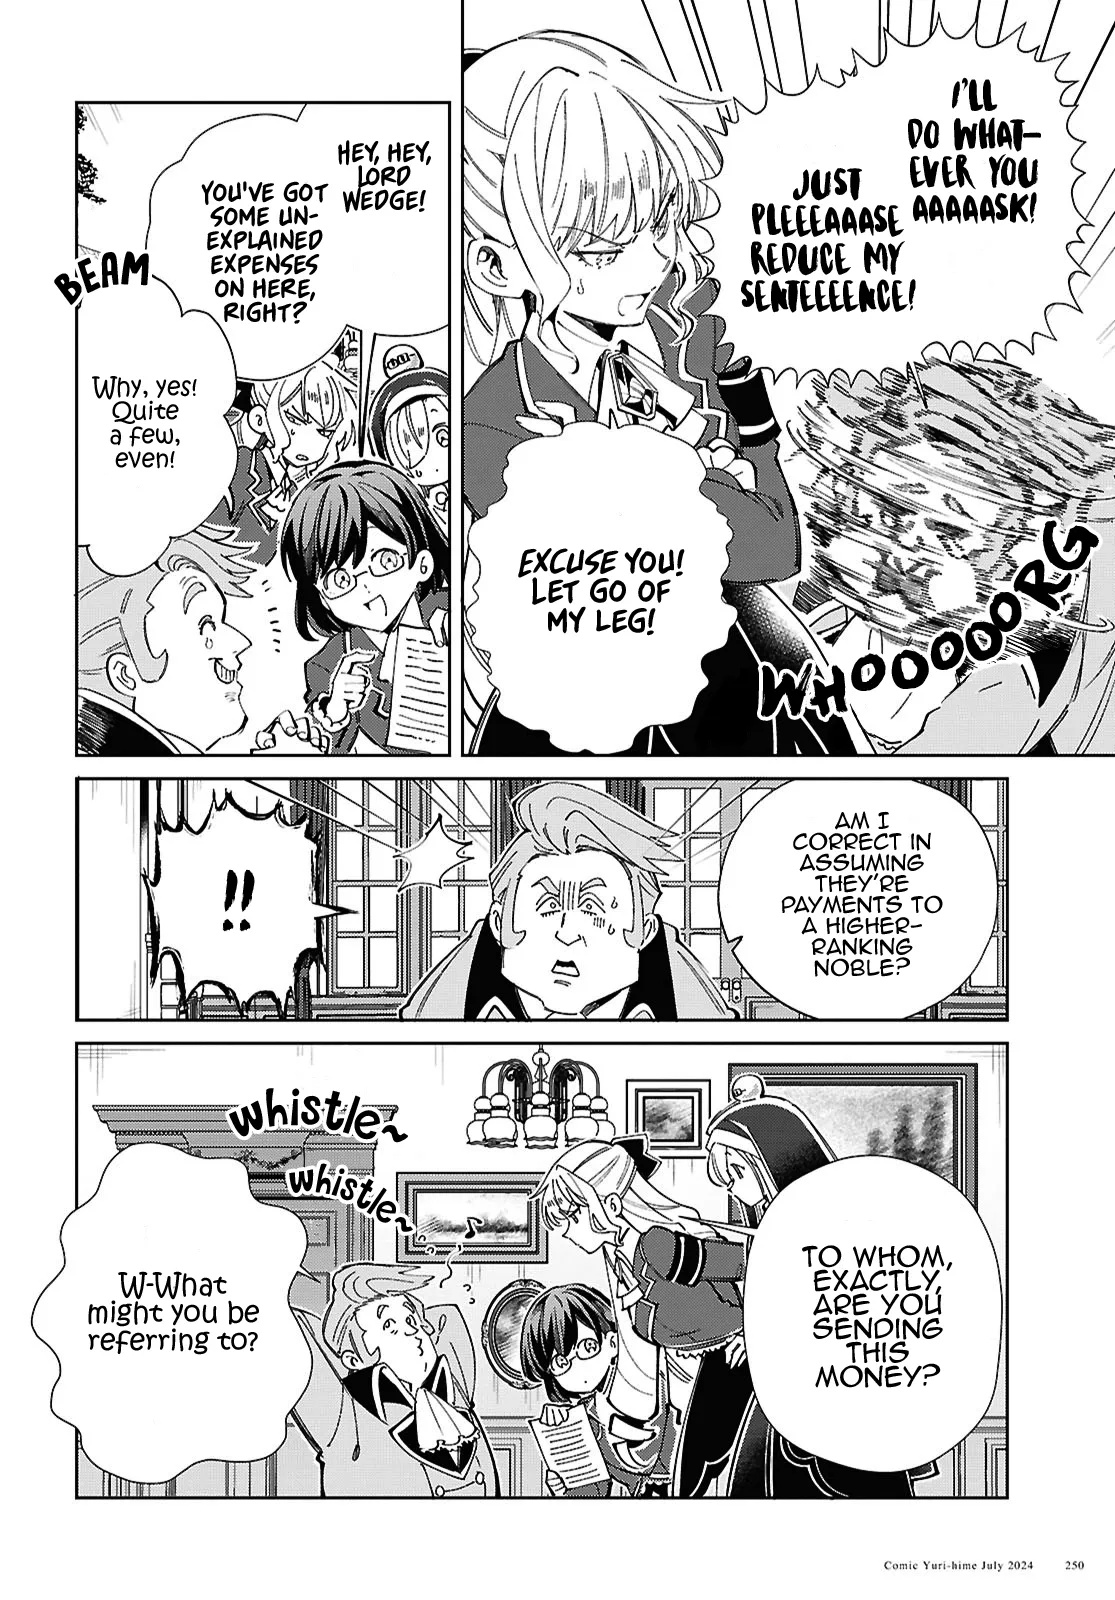 I'LL
DO WHAT-
EVER YOU
AAAAASK!
JUST
PLEEEAAASE
REDUCE MY
SENTEEEENCE!
EXCUSE YOU!
LET GO OF
MY LEG!
WHOOOOORG
HEY, HEY,
LORD
WEDGE!
YOU'VE GOT
SOME UN-
EXPLAINED
EXPENSES
ON HERE,
RIGHT?
BEAM
Why, yes!
Quite
a few,
even!
AM I
CORRECT IN
ASSUMING
THEY'RE
PAYMENTS TO
A HIGHER-
RANKING
NOBLE?
!!
TO WHOM,
EXACTLY,
ARE YOU
SENDING
THIS
MONEY?
whistle~
whistle~
W-What
might you be
referring to?
Comic Yuri-hime July 2024 250